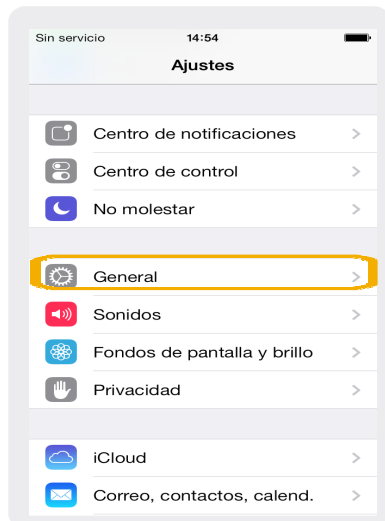 Sin servicio 14:54
Ajustes
Centro de notificaciones
Centro de control
No molestar
General
Sonidos
Fondos de pantalla y brillo
Privacidad
iCloud
Correo, contactos, calend.